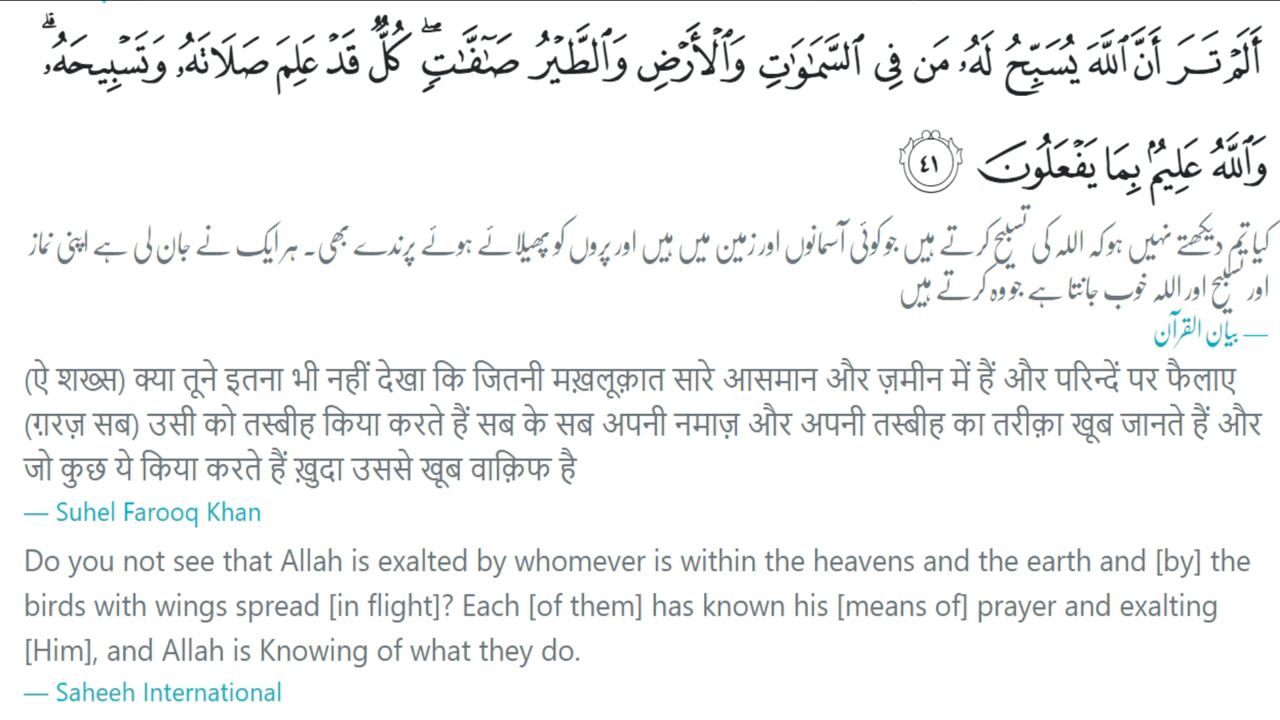 أَلَمْ تَرَ أَنَّ ٱللَّهَ يُسَبِّحُ لَهُۥ مَن فِى ٱلسَّمَـٰوَٰتِ وَٱلْأَرْضِ وَٱلطَّيْرُ صَـٰٓفَّـٰتٍۢ ۖ كُلٌّۭ قَدْ عَلِمَ صَلَاتَهُۥ وَتَسْبِيحَهُۥ ۗ
وَٱللَّهُ عَلِيمٌۢ بِمَا يَفْعَلُونَ ٤١
کیا تم دیکھتے نہیں ہو کہ اللہ کی تسبیح کرتے ہیں جو کوئی آسمانوں اور زمین میں ہیں اور پروں کو پھیلائے ہوئے پرندے بھی۔ ہر ایک نے جان لی ہے اپنی نماز
اور تسبیح اور اللہ خوب جانتا ہے جو وہ کرتے ہیں
— بیان القرآن
(ऐ शख्स) क्या तूने इतना भी नहीं देखा कि जितनी मख़लूक़ात सारे आसमान और ज़मीन में हैं और परिन्दें पर फैलाए
(ग़रज़ सब) उसी को तस्बीह किया करते हैं सब के सब अपनी नमाज़ और अपनी तस्बीह का तरीक़ा खूब जानते हैं और
जो कुछ ये किया करते हैं ख़ुदा उससे खूब वाक़िफ है
— Suhel Farooq Khan
Do you not see that Allah is exalted by whomever is within the heavens and the earth and [by] the
birds with wings spread [in flight]? Each [of them] has known his [means of] prayer and exalting
[Him], and Allah is Knowing of what they do.
— Saheeh International